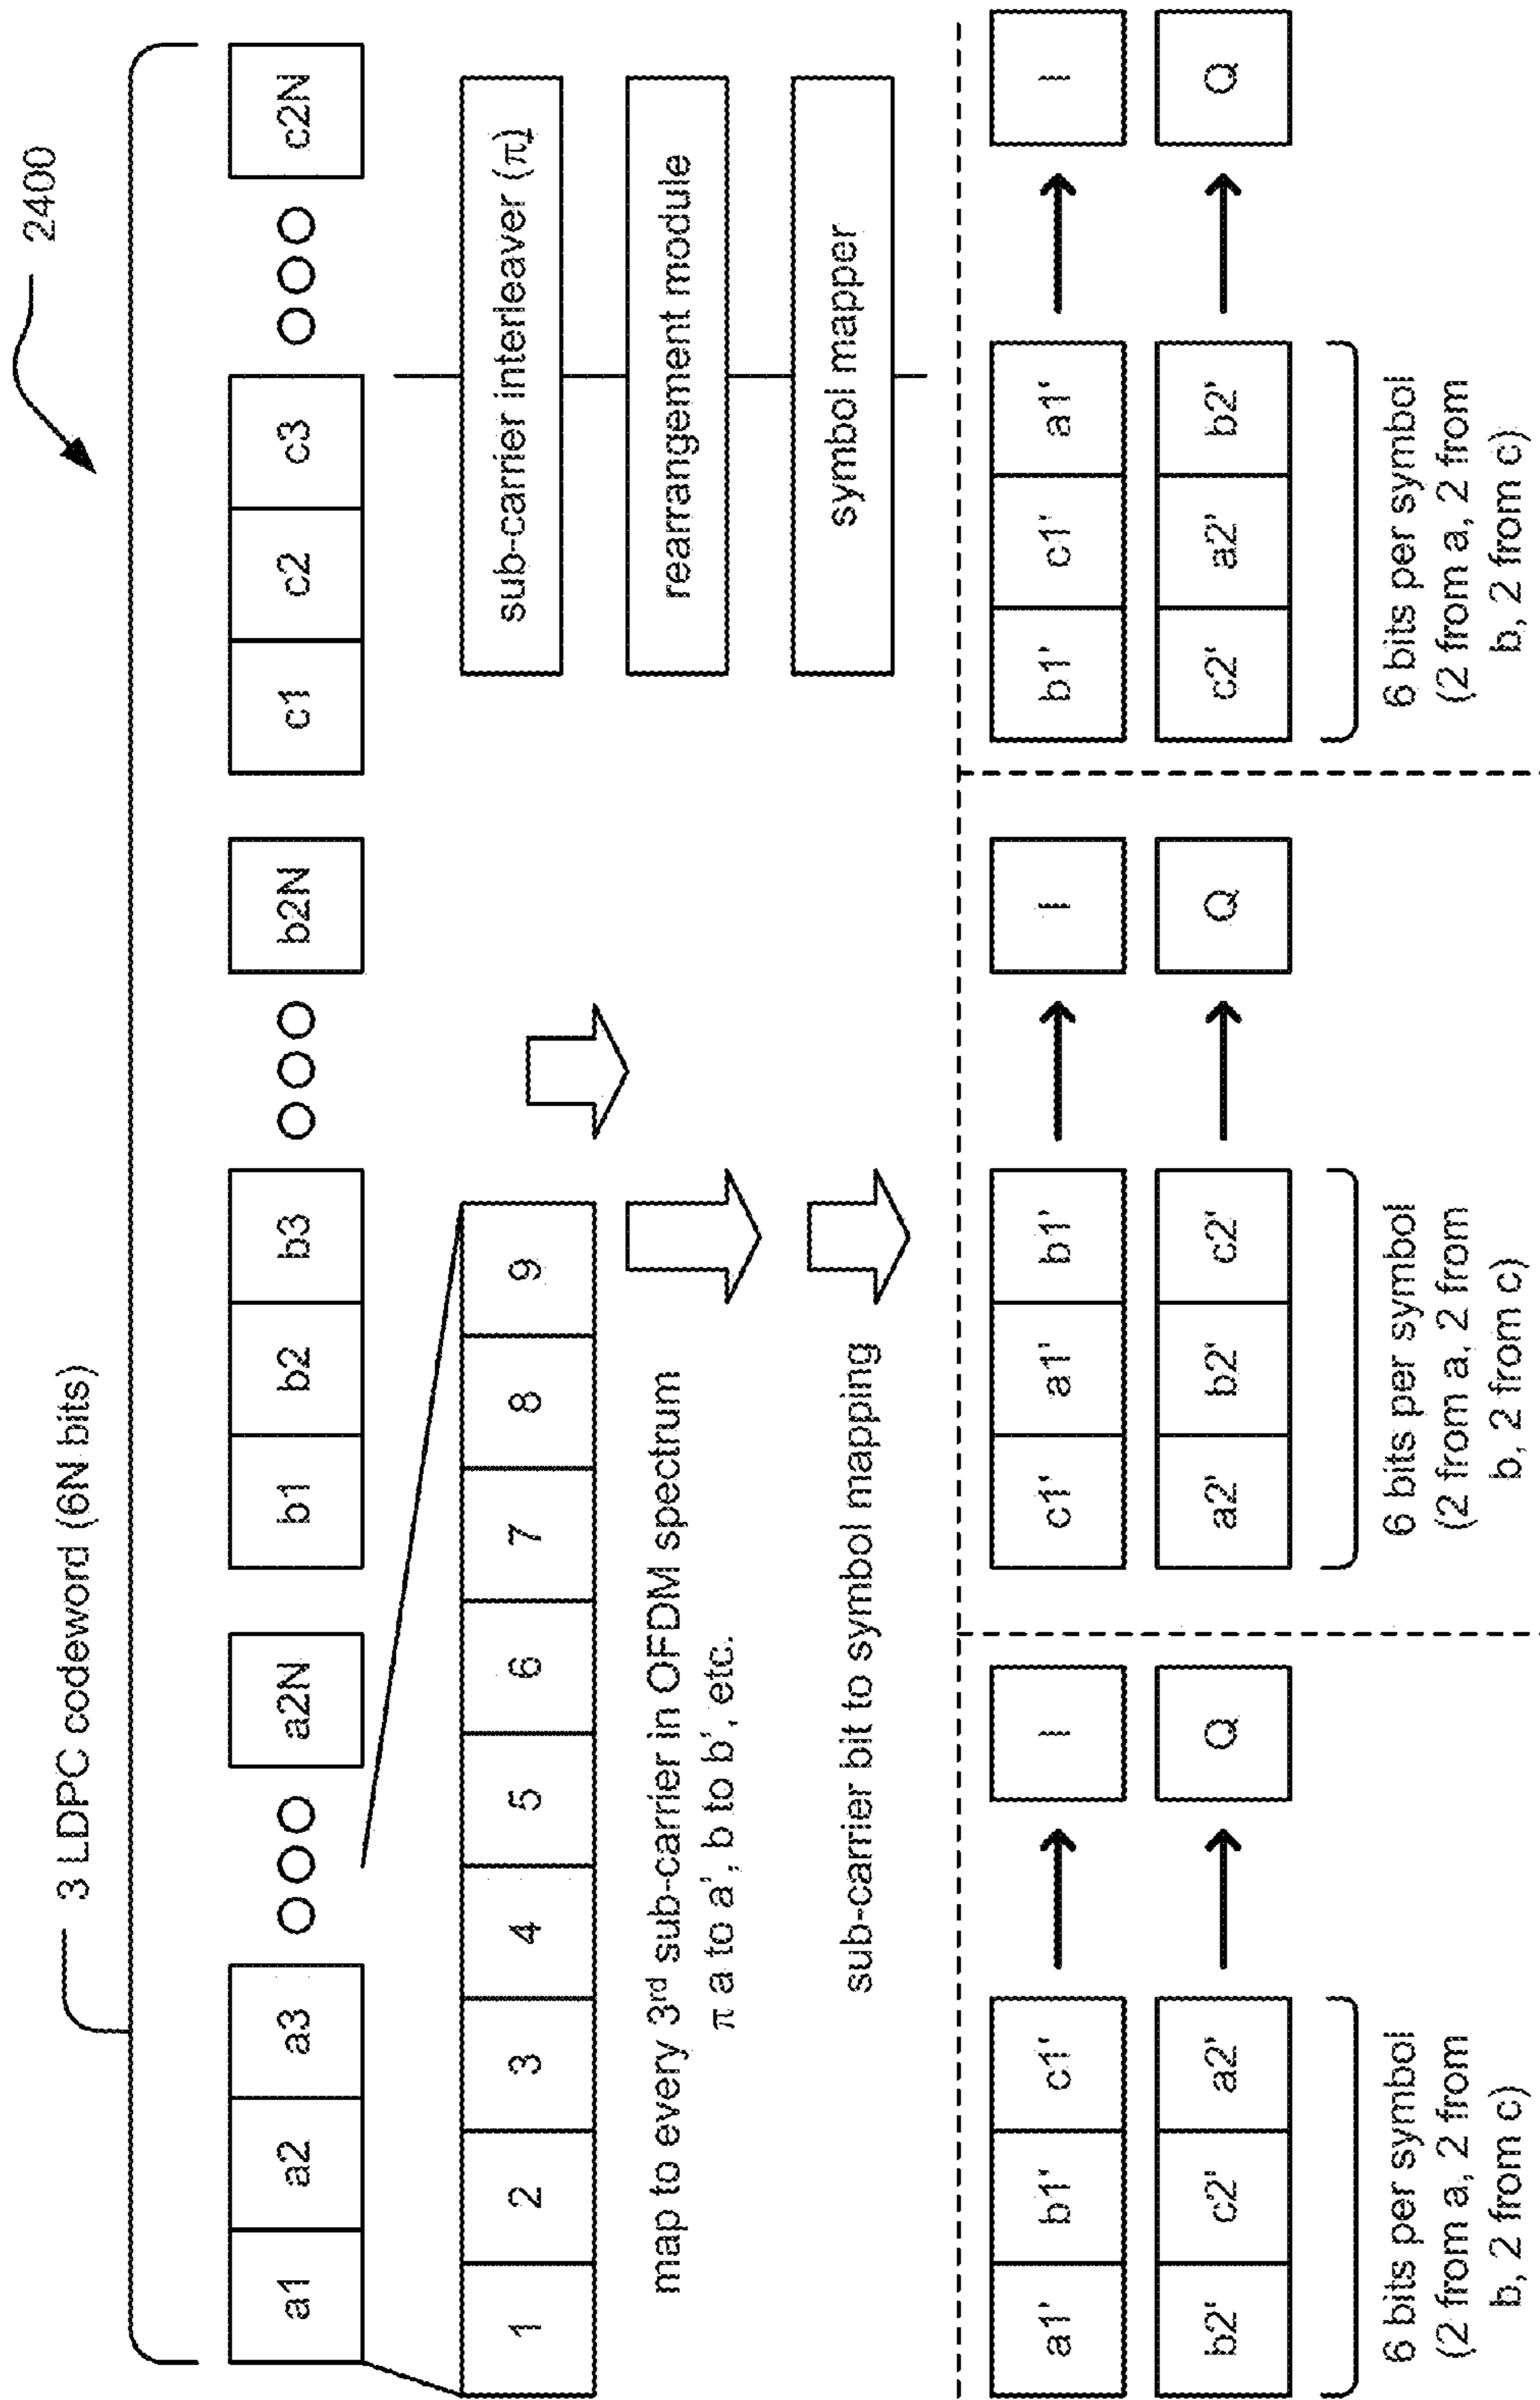 2400
3 LDPC codeword (6N bits)
a1 a2 a3 a2N b1 b2 b3 b2N c1 c2 c3 c2N
1 2 3 4 5 6 7 8 9
sub-carrier interleaver (π)
rearrangement module
symbol mapper
map to every 3rd sub-carrier in OFDM spectrum
π a to a', b to b', etc.
sub-carrier bit to symbol mapping
a1' b1' c1' I
b2' c2' a2' Q
6 bits per symbol
(2 from a, 2 from
b, 2 from c)
c1' a1' b1' I
a2' b2' c2' Q
6 bits per symbol
(2 from a, 2 from
b, 2 from c)
b1' c1' a1' I
c2' a2' b2' Q
6 bits per symbol
(2 from a, 2 from
b, 2 from c)